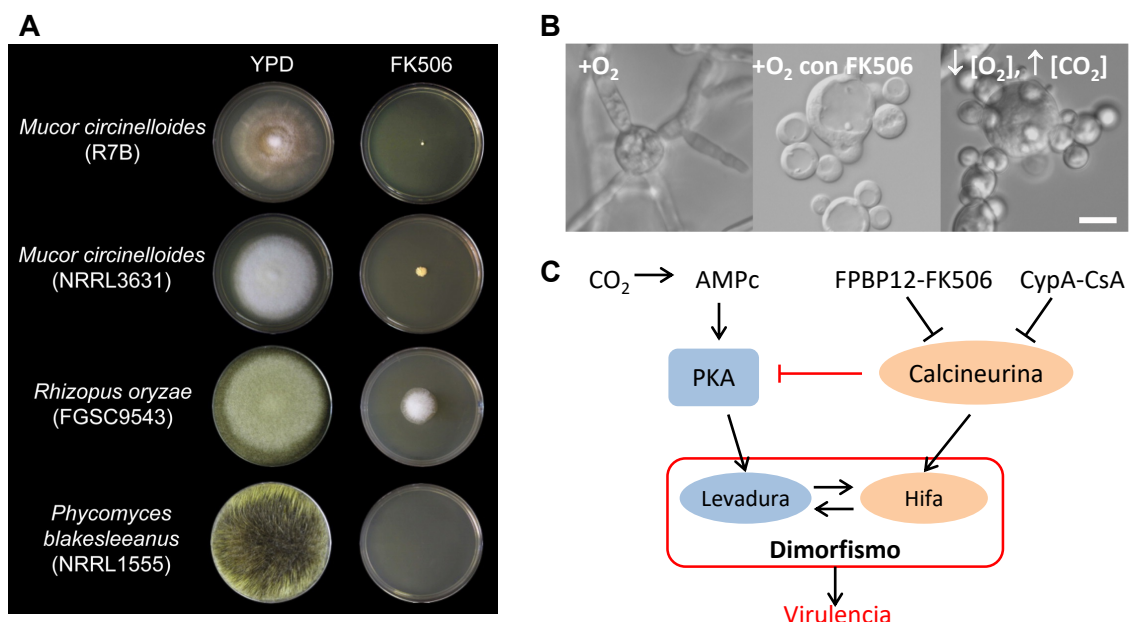 A
YPD
FK506
Mucor circinelloides
(R7B)
Mucor circinelloides
(NRRL3631)
Rhizopus oryzae
(FGSC9543)
Phycomyces
blakesleeanus
(NRRL1555)
B
+O₂
+O₂ con FK506
↓ [O₂], ↑ [CO₂]
C
CO₂
AMPc
FPBP12-FK506
CypA-CsA
PKA
Calcineurina
Levadura
Hifa
Dimorfismo
Virulencia